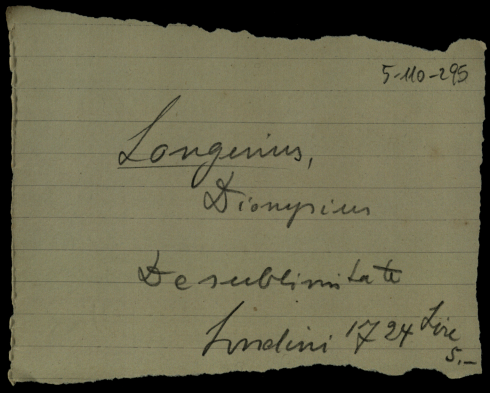 5-110-295
Longinus,
Dionysius
De sublimitate
Londini 1724 Lire
5.-